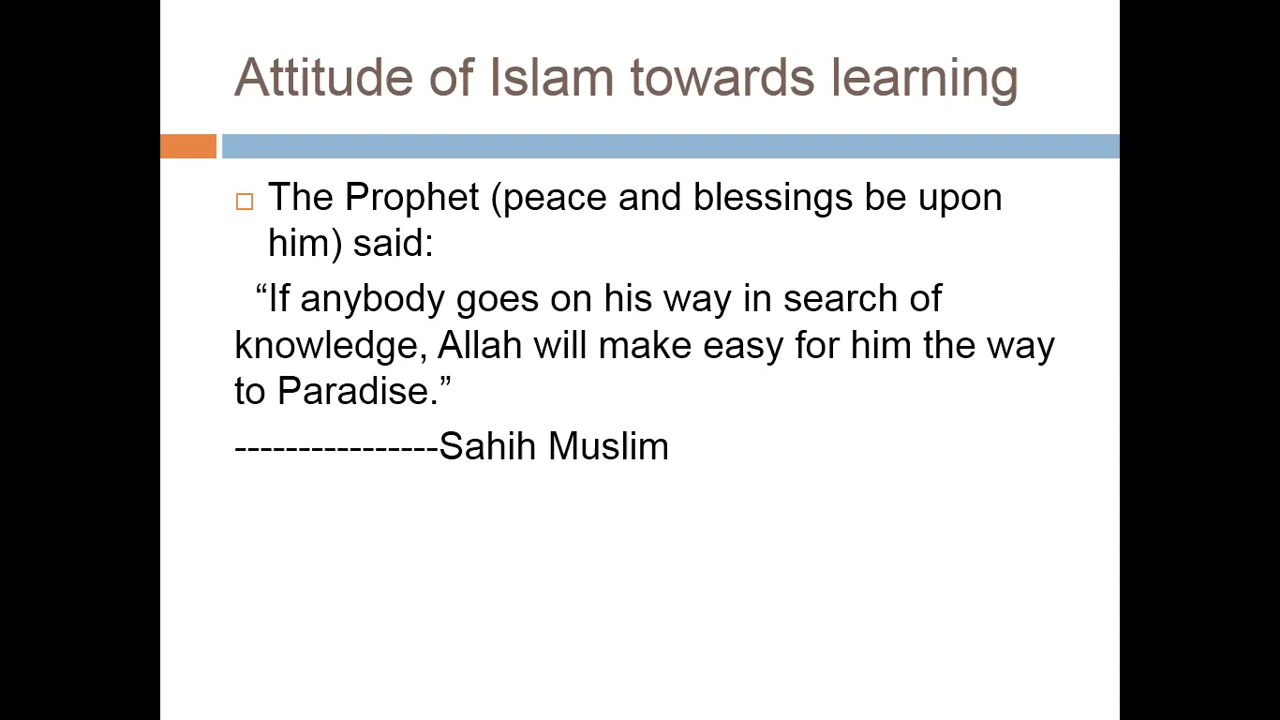 Attitude of Islam towards learning
The Prophet (peace and blessings be upon
him) said:
“If anybody goes on his way in search of
knowledge, Allah will make easy for him the way
to Paradise.”
----------------Sahih Muslim